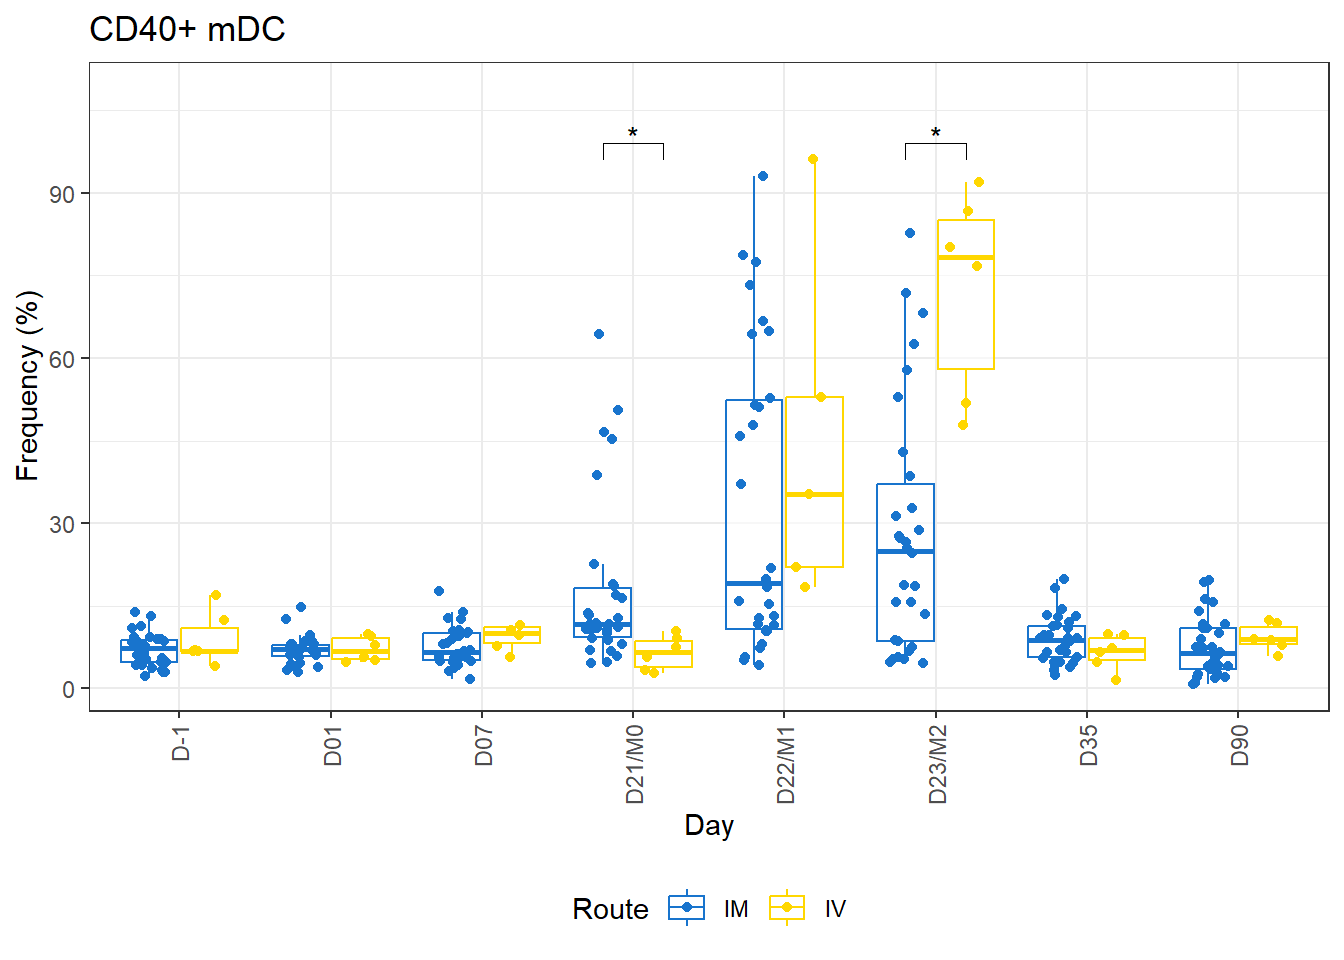 CD40+ mDC
*
*
90
60
30
0
Frequency (%)
D-1
D01
D07
D21/M0
D22/M1
D23/M2
D35
D90
Day
Route
IM
IV